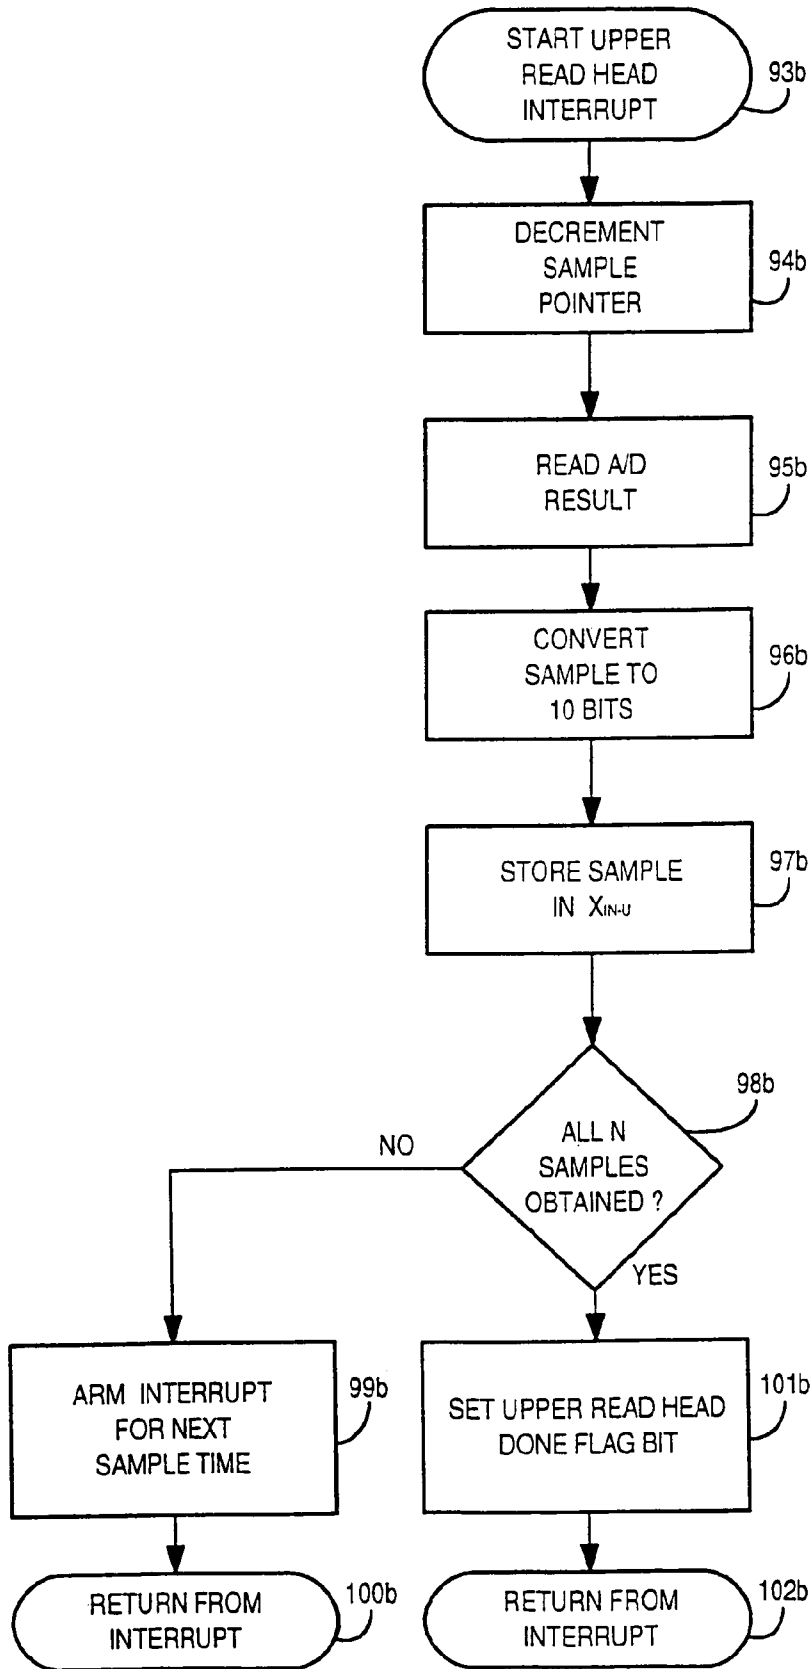 START UPPER
READ HEAD
INTERRUPT
93b
DECREMENT
SAMPLE
POINTER
94b
READ A/D
RESULT
95b
CONVERT
SAMPLE TO
10 BITS
96b
STORE SAMPLE
IN XIN-U
97b
ALL N
SAMPLES
OBTAINED ?
98b
NO
YES
ARM INTERRUPT
FOR NEXT
SAMPLE TIME
99b
SET UPPER READ HEAD
DONE FLAG BIT
101b
RETURN FROM
INTERRUPT
100b
RETURN FROM
INTERRUPT
102b